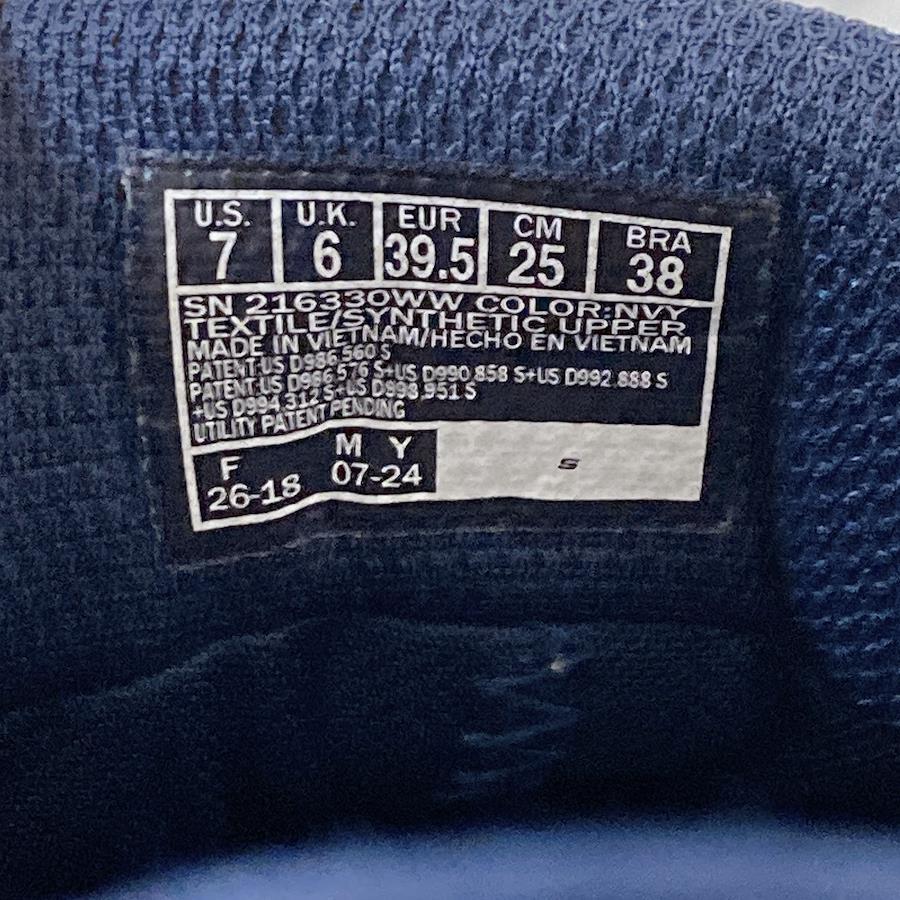 U.S. U.K. EUR CM BRA
7 6 39.5 25 38
SN 216330WW COLOR:NVY
TEXTILE/SYNTHETIC UPPER
MADE IN VIETNAM/HECHO EN VIETNAM
PATENT:US D986,560 S
PATENT:US D986,576 S+US D990,858 S+US D992,888 S
+US D994,312 S+US D998,951 S
UTILITY PATENT PENDING
F M Y
26-18 07-24
S